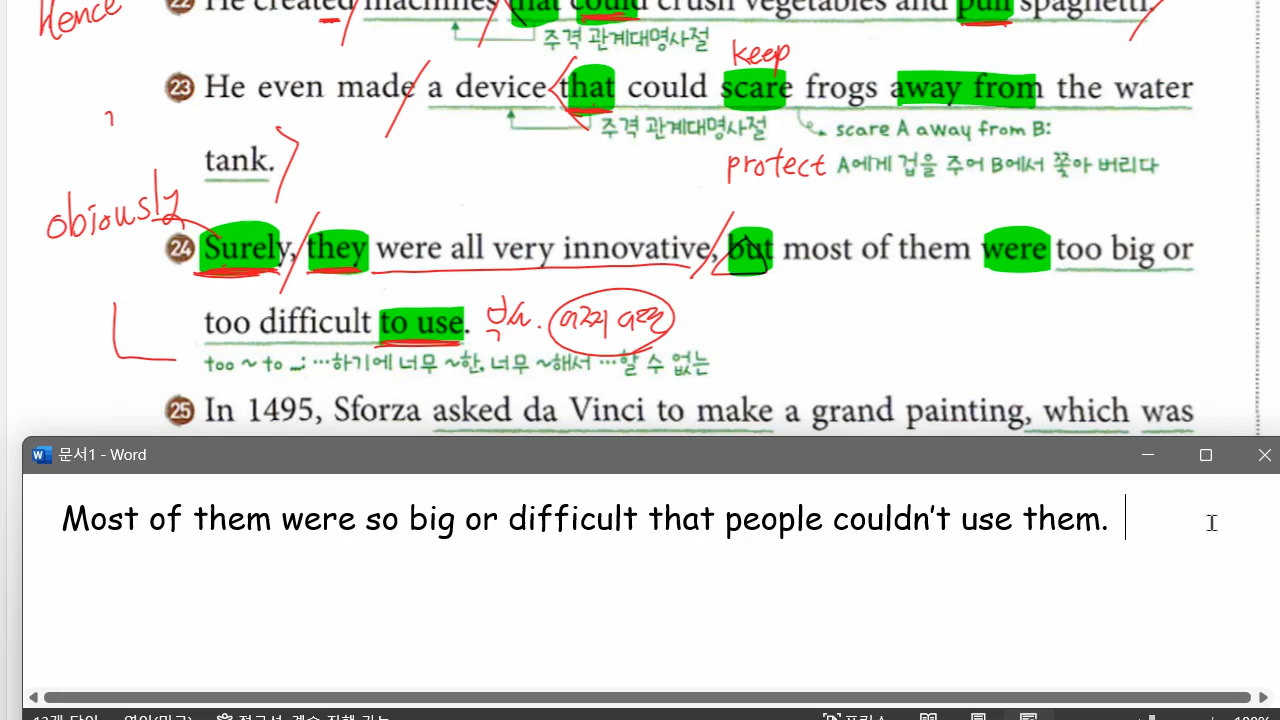 Hence
22 He created machines that could crush vegetables and pull spaghetti.
주격 관계대명사절
keep
23 He even made a device that could scare frogs away from the water
주격 관계대명사절 scare A away from B:
tank.
protect A에게 겁을 주어 B에서 쫓아 버리다
obiously
24 Surely, they were all very innovative, but most of them were too big or
too difficult to use. 부사.
too ~ to ...: …하기에 너무 ~한, 너무 ~해서 …할 수 없는
25 In 1495, Sforza asked da Vinci to make a grand painting, which was
문서1 - Word
Most of them were so big or difficult that people couldn't use them.
100%